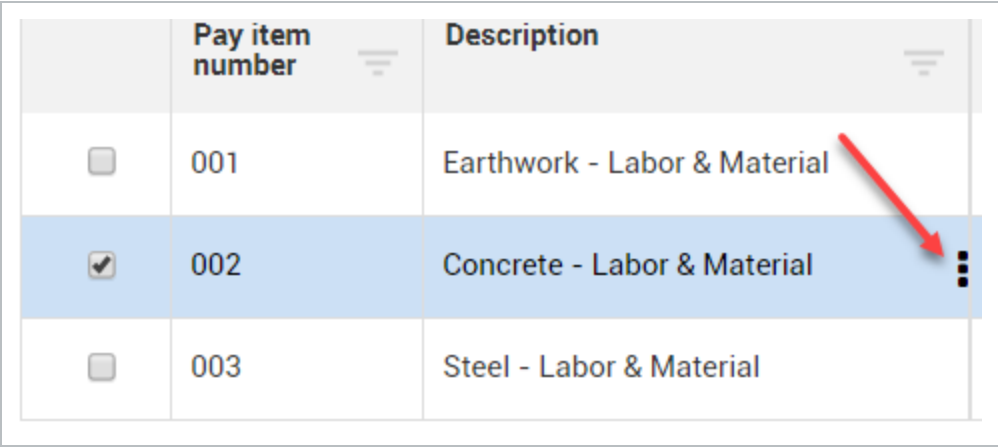 Pay item
number
Description
001
Earthwork - Labor & Material
002
Concrete - Labor & Material
003
Steel - Labor & Material